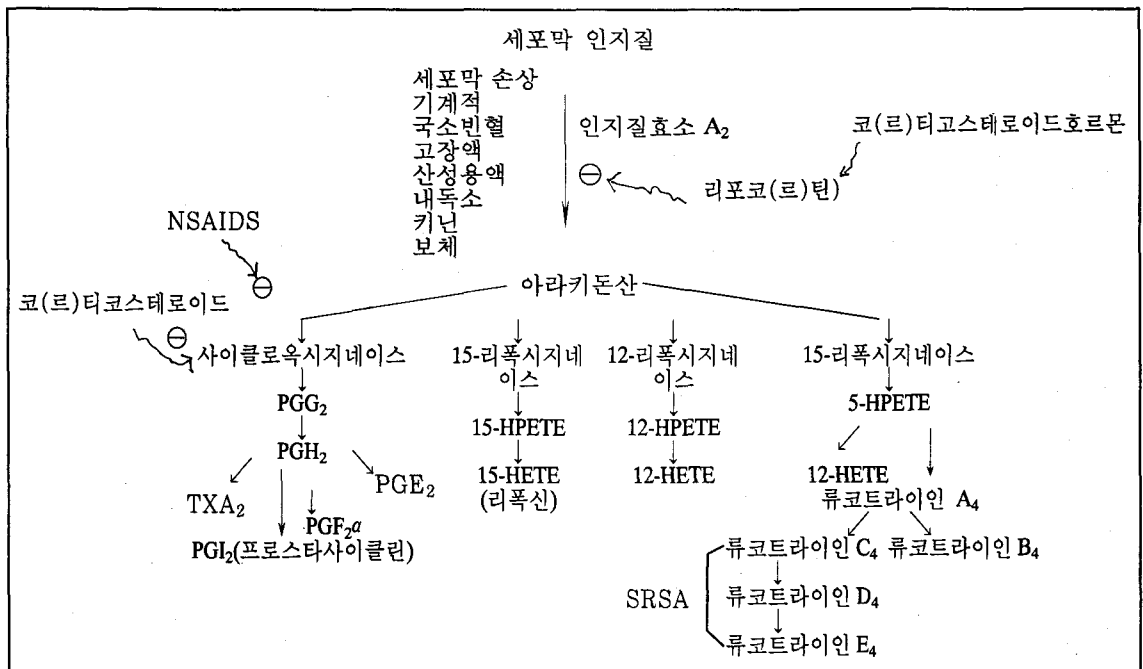 세포막 인지질
세포막 손상
기계적
국소빈혈
고장액
산성용액
내독소
키닌
보체
인지질효소 A₂
⊖
코(르)티고스테로이드호르몬
리포코(르)틴)
NSAIDS
⊖
코(르)티코스테로이드
⊖
아라키돈산
사이클로옥시지네이스
PGG₂
PGH₂
TXA₂
PGE₂
PGF₂α
PGI₂(프로스타사이클린)
15-리폭시지네
이스
15-HPETE
15-HETE
(리폭신)
12-리폭시지네
이스
12-HPETE
12-HETE
15-리폭시지네이스
5-HPETE
12-HETE
류코트라이인 A₄
류코트라이인 C₄ 류코트라이인 B₄
SRSA
류코트라이인 D₄
류코트라이인 E₄